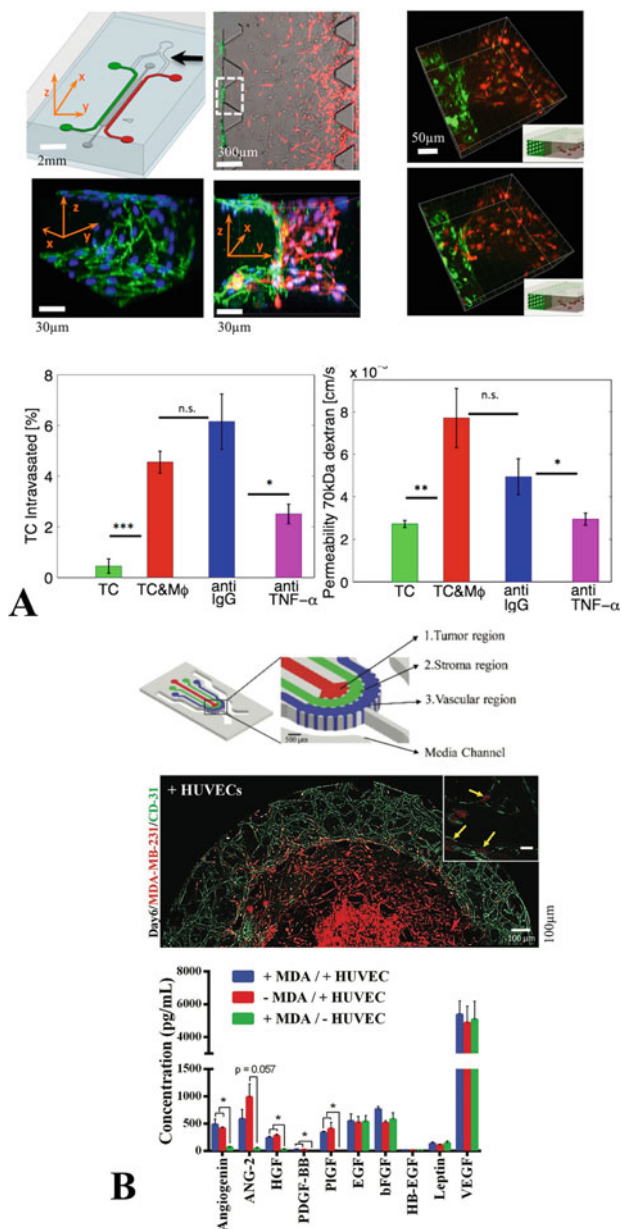 z
x
y
2mm
300μm
50μm
z
x
y
30μm
z
x
y
30μm
TC Intravasated [%]
8
6
4
2
0
***
n.s.
*
TC
TC&Mϕ
anti
IgG
anti
TNF-α
Permeability 70kDa dextran [cm/s]
8
6
4
2
0
**
n.s.
*
TC
TC&Mϕ
anti
IgG
anti
TNF-α
A
1.Tumor region
2.Stroma region
3.Vascular region
Media Channel
500 μm
Day6/MDA-MB-231/CD-31
+ HUVECs
100 μm
100μm
Concentration (pg/mL)
8000
6000
4000
1500
1000
500
0
+ MDA / + HUVEC
- MDA / + HUVEC
+ MDA / - HUVEC
*
p = 0.057
*
*
*
Angiogenin
ANG-2
HGF
PDGF-BB
PlGF
EGF
bFGF
HB-EGF
Leptin
VEGF
B